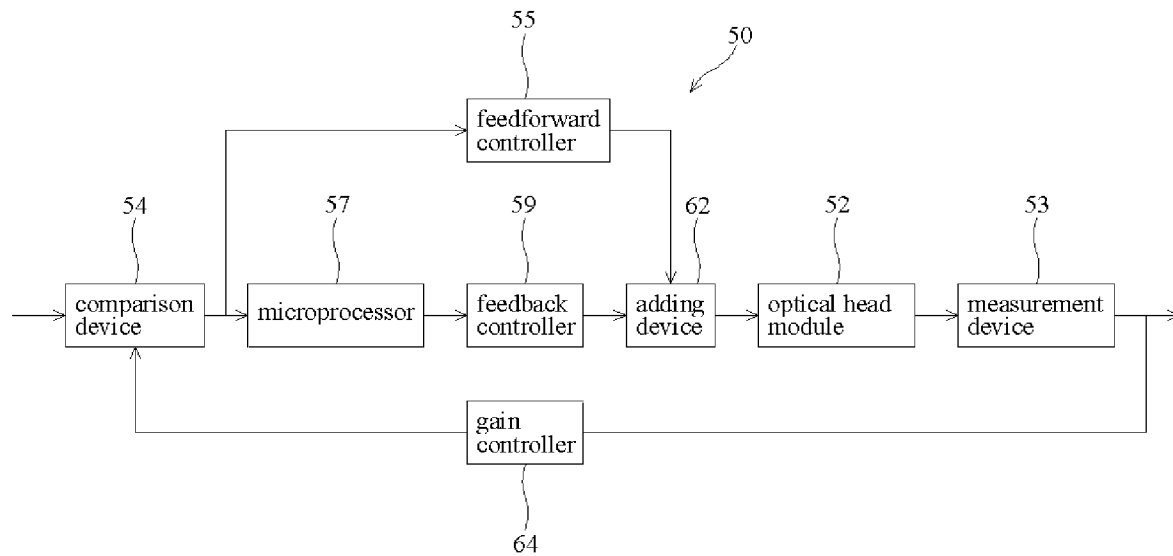 55
50
feedforward
controller
54
57
59
62
52
53
comparison
device
microprocessor
feedback
controller
adding
device
optical head
module
measurement
device
gain
controller
64